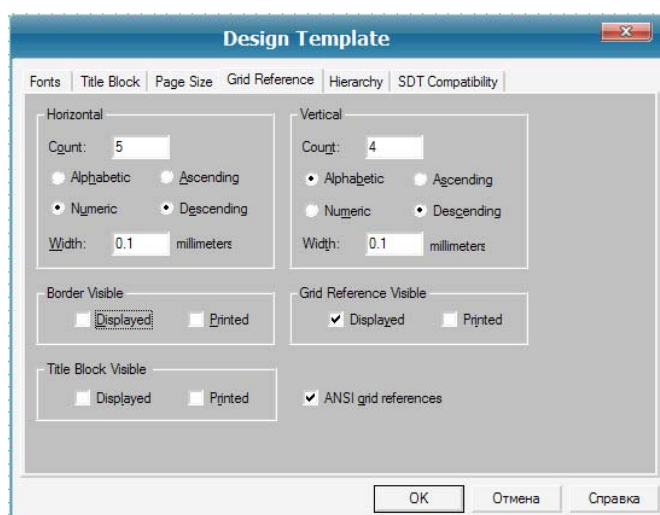 Design Template
Fonts Title Block Page Size Grid Reference Hierarchy SDT Compatibility
Horizontal
Count: 5
Alphabetic Ascending
Numeric Descending
Width: 0.1 millimeters
Vertical
Count: 4
Alphabetic Ascending
Numeric Descending
Width: 0.1 millimeters
Border Visible
Displayed Printed
Grid Reference Visible
Displayed Printed
Title Block Visible
Displayed Printed
ANSI grid references
OK Отмена Справка